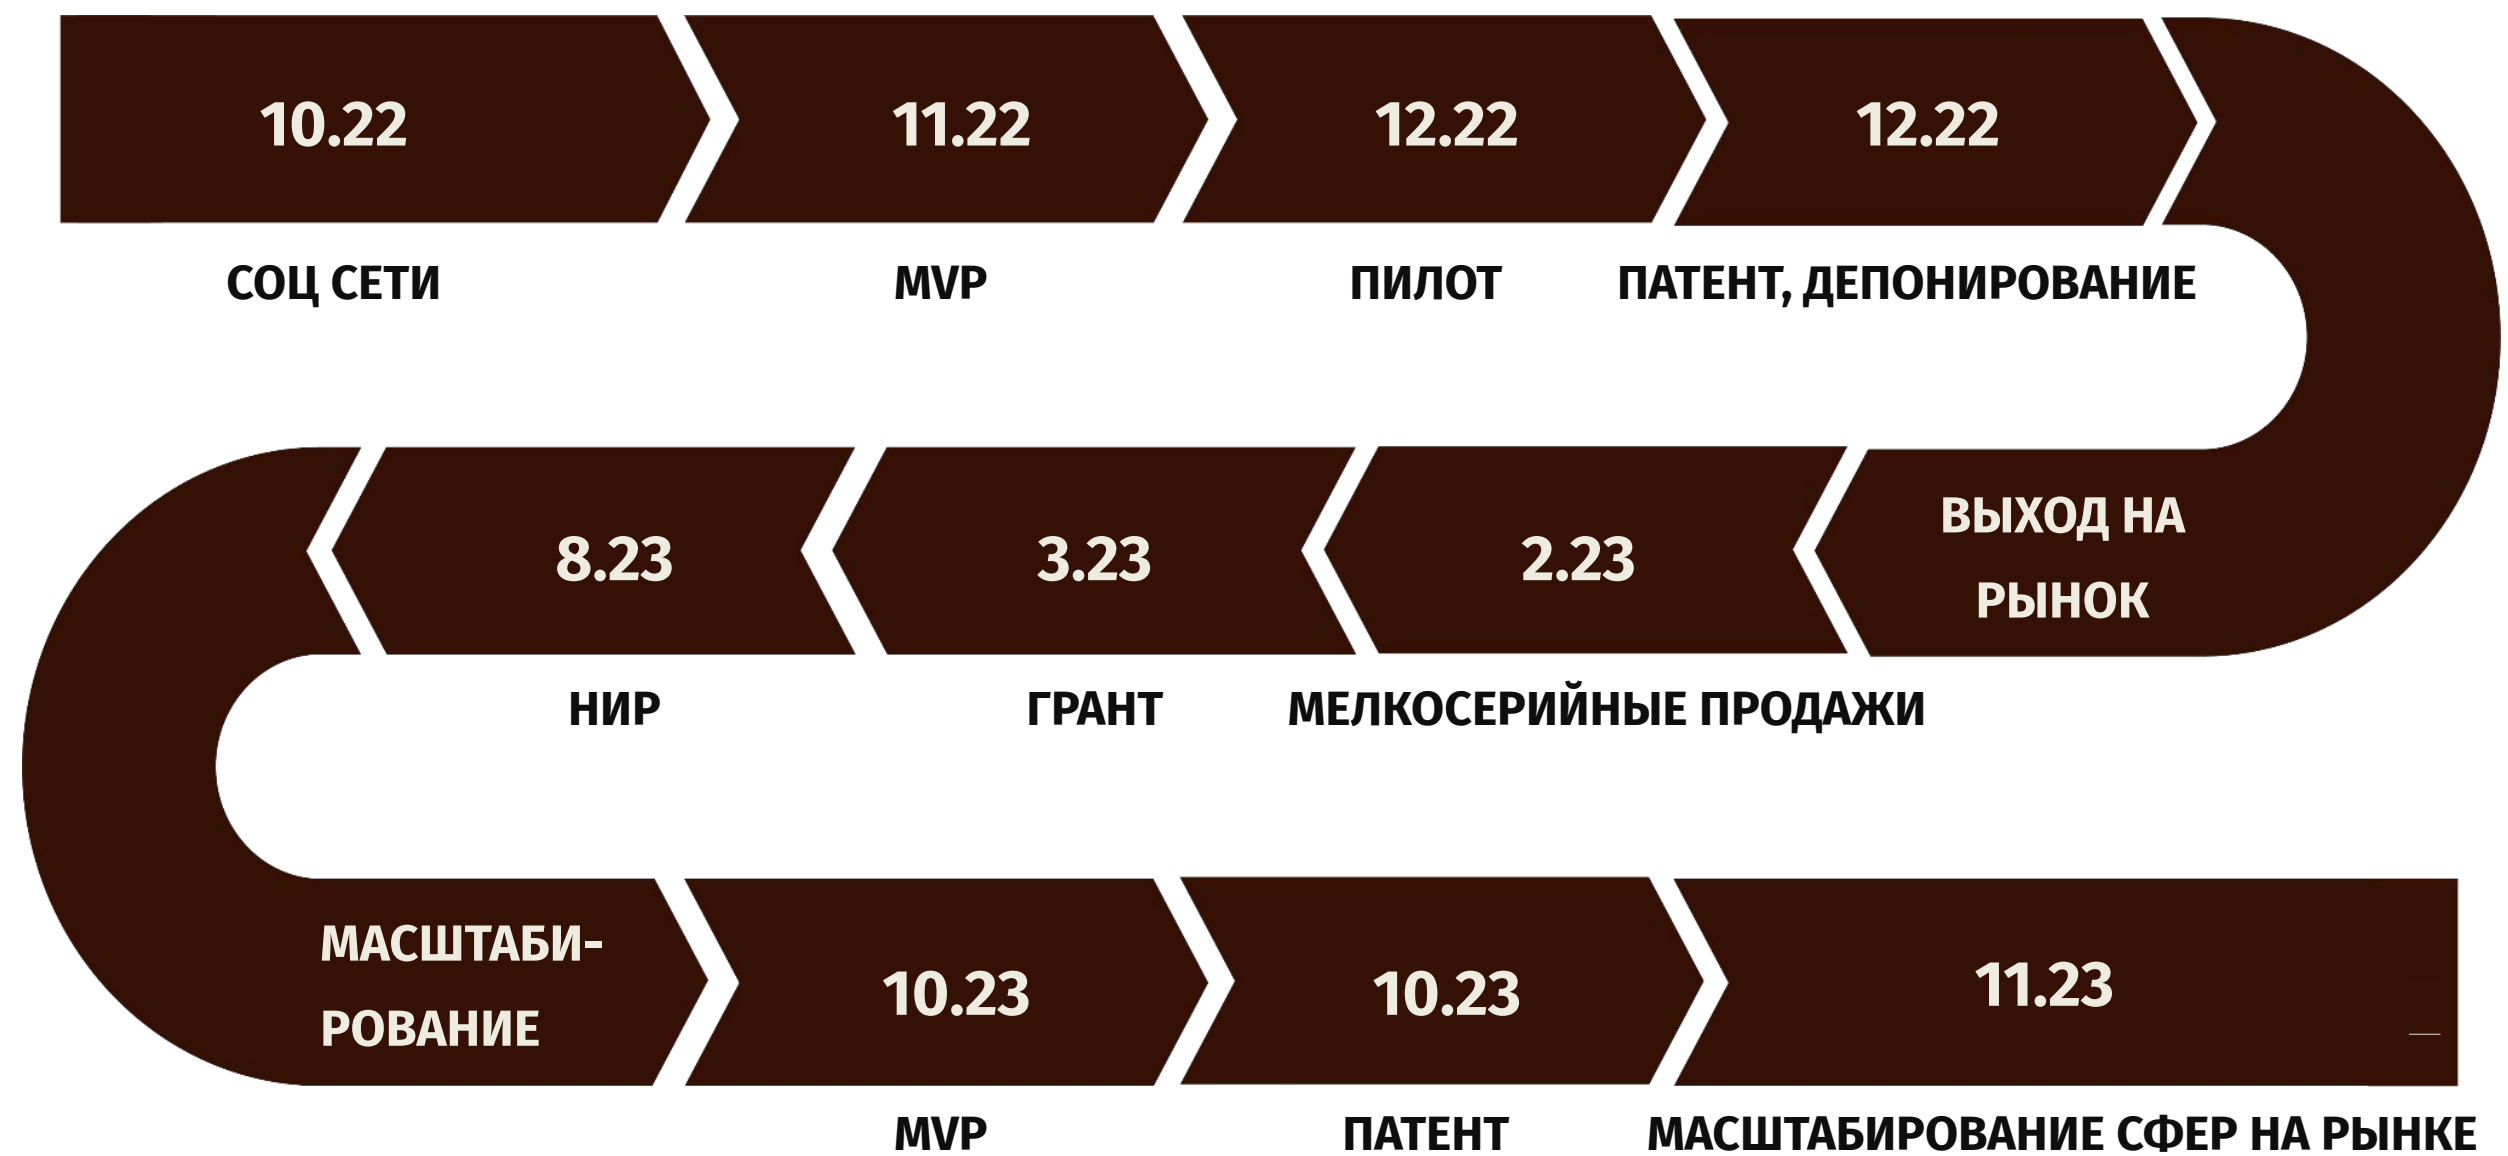 10.22
11.22
12.22
12.22
СОЦ СЕТИ
MVP
ПИЛОТ
ПАТЕНТ, ДЕПОНИРОВАНИЕ
ВЫХОД НА
РЫНОК
2.23
3.23
8.23
МЕЛКОСЕРИЙНЫЕ ПРОДАЖИ
ГРАНТ
НИР
МАСШТАБИ-
РОВАНИЕ
10.23
10.23
11.23
MVP
ПАТЕНТ
МАСШТАБИРОВАНИЕ СФЕР НА РЫНКЕ